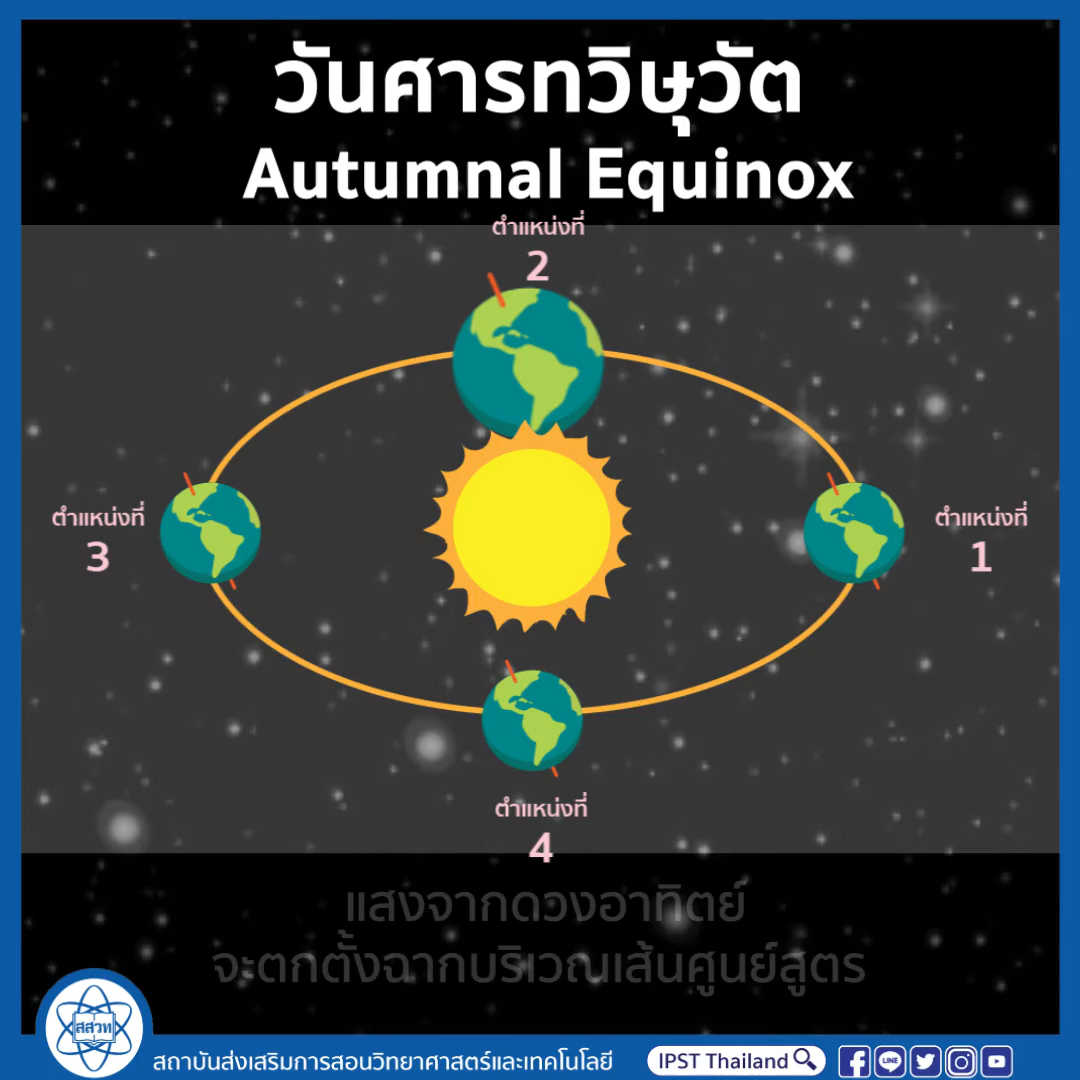 วันศารทวิษุวัต
Autumnal Equinox
ตำแหน่งที่
2
ตำแหน่งที่
3
ตำแหน่งที่
1
ตำแหน่งที่
4
แสงจากดวงอาทิตย์
จะตกตั้งฉากบริเวณเส้นศูนย์สูตร
สสวท
สถาบันส่งเสริมการสอนวิทยาศาสตร์และเทคโนโลยี
IPST Thailand
LINE